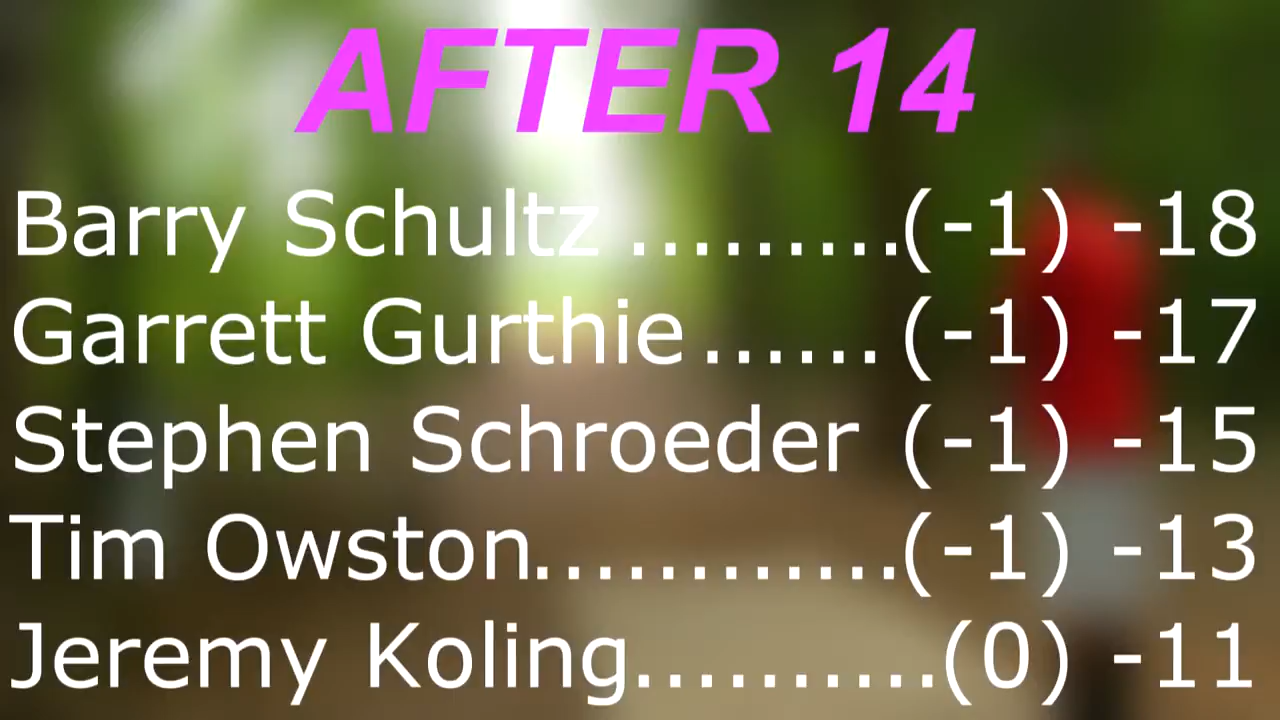 AFTER 14
Barry Schultz .........(-1) -18
Garrett Gurthie ...... (-1) -17
Stephen Schroeder (-1) -15
Tim Owston............(-1) -13
Jeremy Koling..........(0) -11